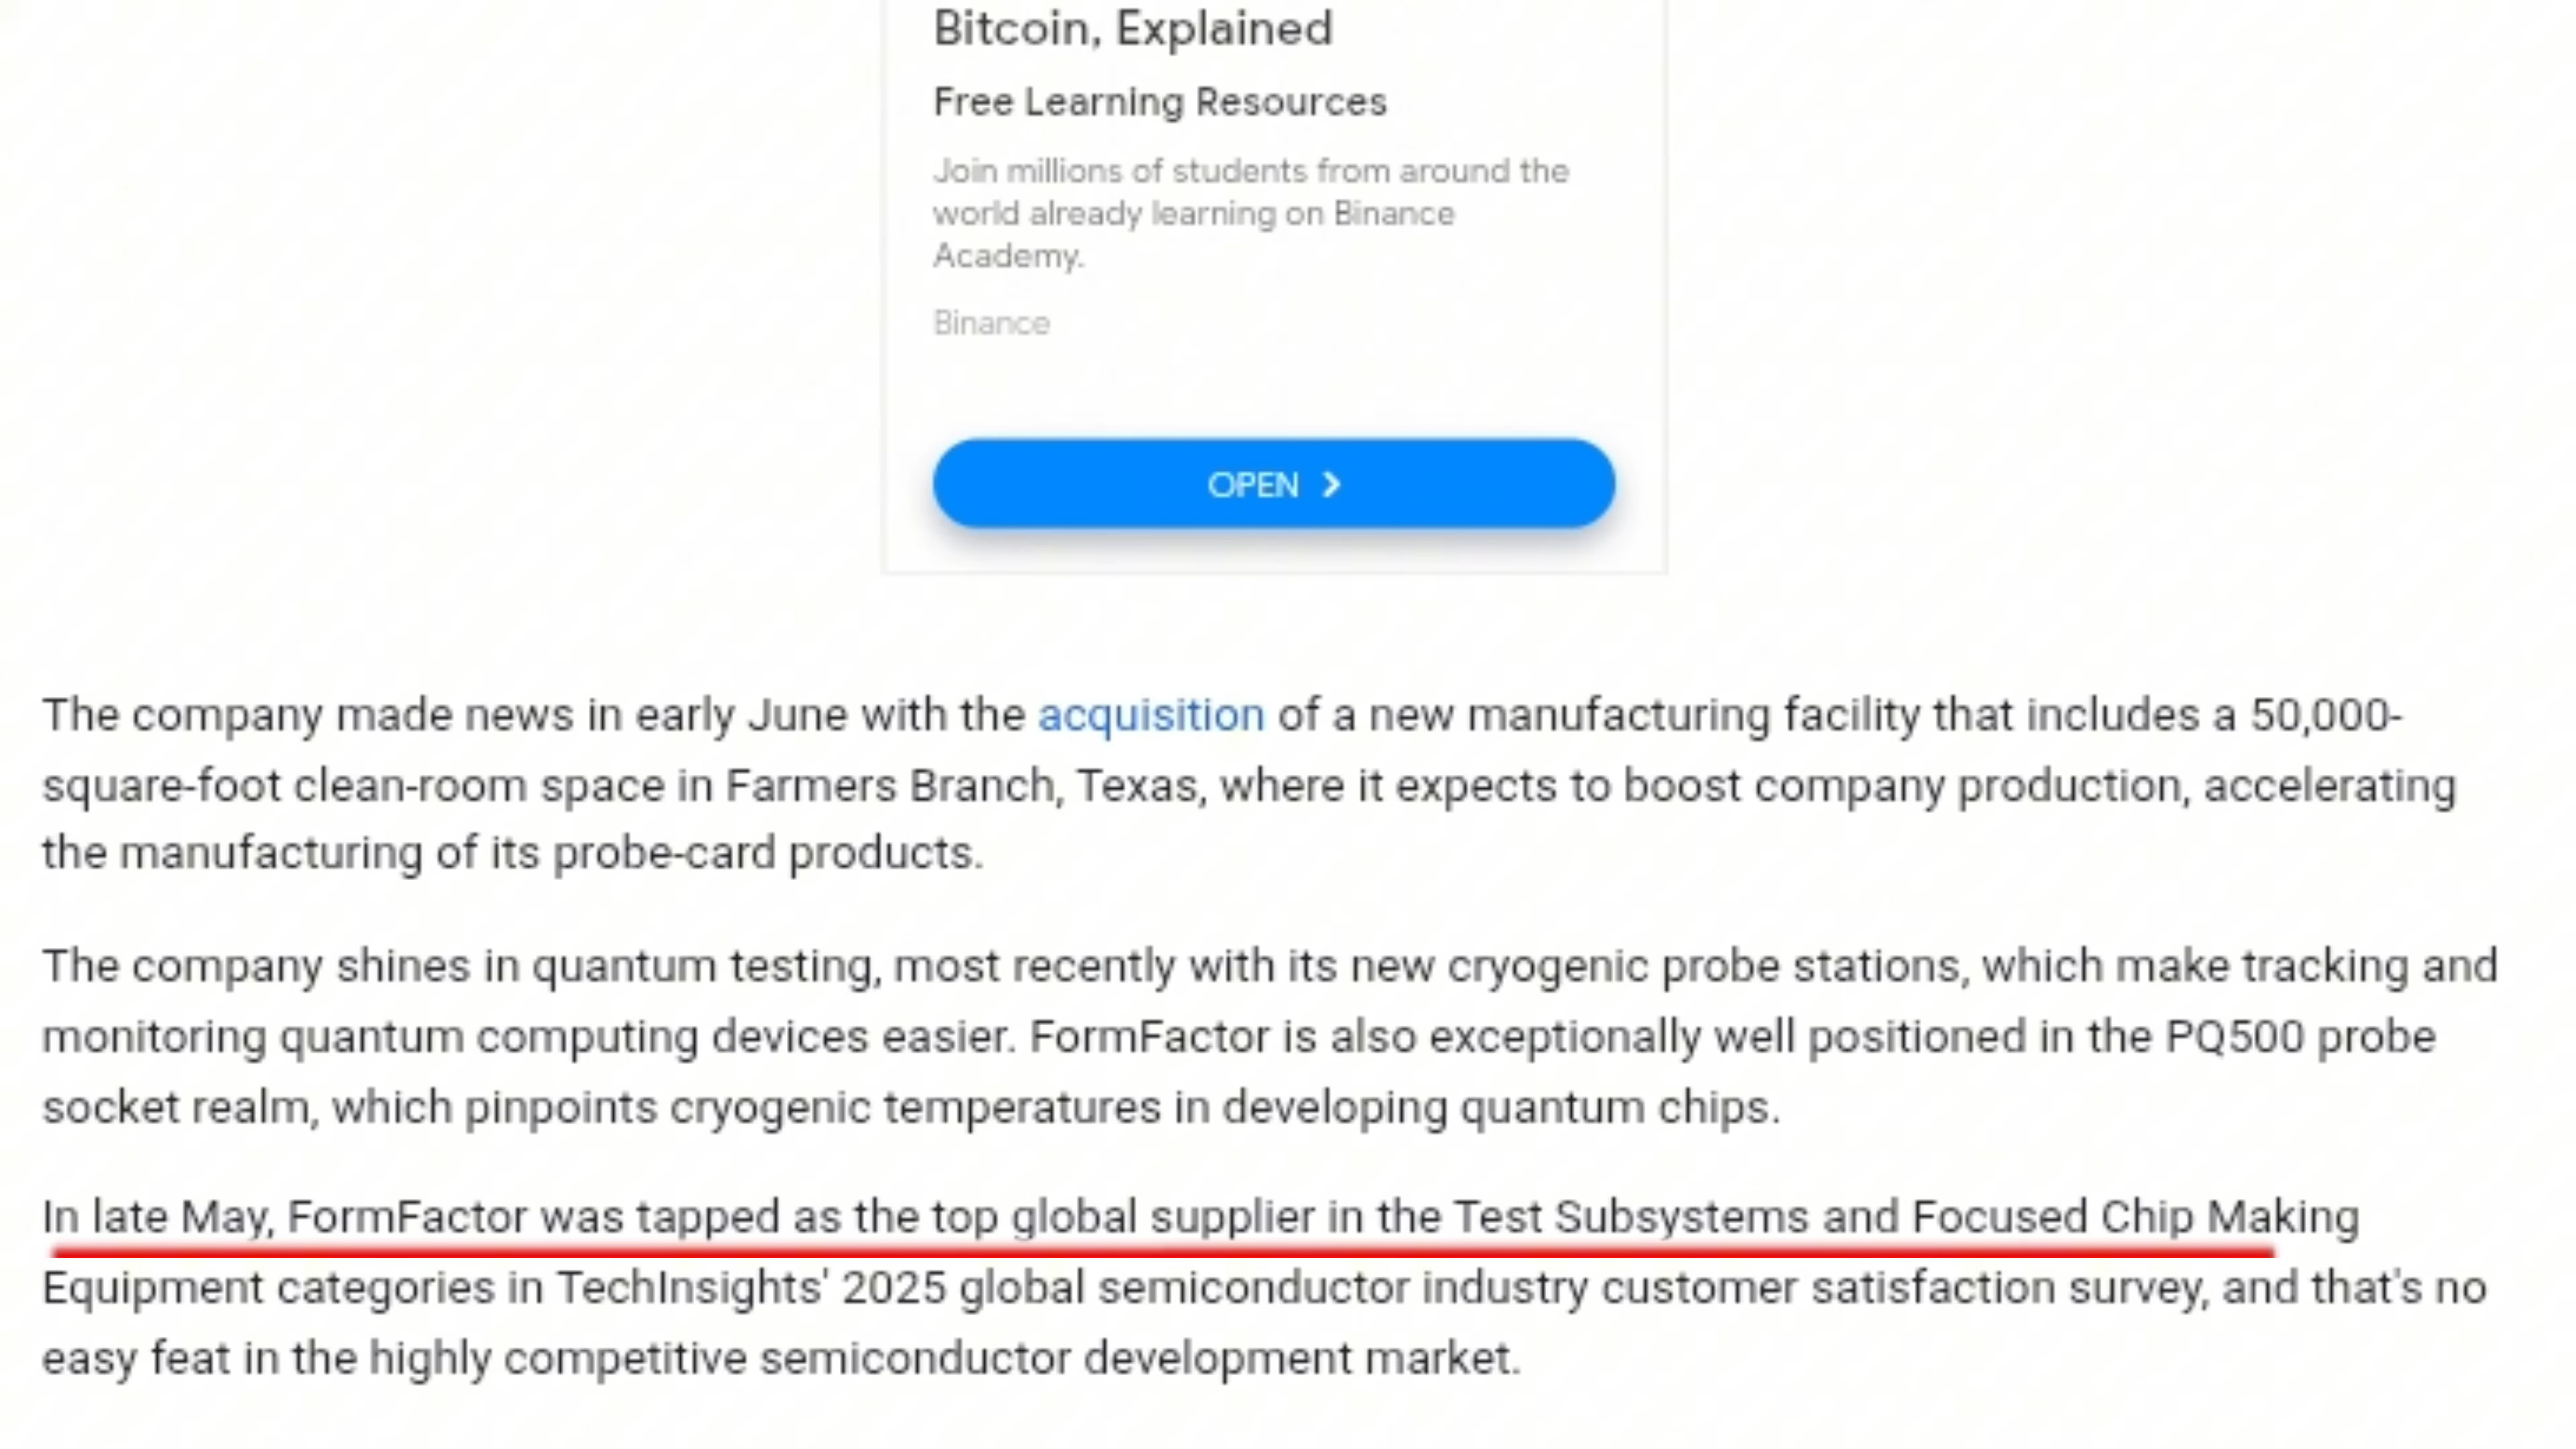 Bitcoin, Explained
Free Learning Resources
Join millions of students from around the
world already learning on Binance
Academy.
Binance
OPEN
The company made news in early June with the acquisition of a new manufacturing facility that includes a 50,000-
square-foot clean-room space in Farmers Branch, Texas, where it expects to boost company production, accelerating
the manufacturing of its probe-card products.
The company shines in quantum testing, most recently with its new cryogenic probe stations, which make tracking and
monitoring quantum computing devices easier. FormFactor is also exceptionally well positioned in the PQ500 probe
socket realm, which pinpoints cryogenic temperatures in developing quantum chips.
In late May, FormFactor was tapped as the top global supplier in the Test Subsystems and Focused Chip Making
Equipment categories in TechInsights' 2025 global semiconductor industry customer satisfaction survey, and that's no
easy feat in the highly competitive semiconductor development market.